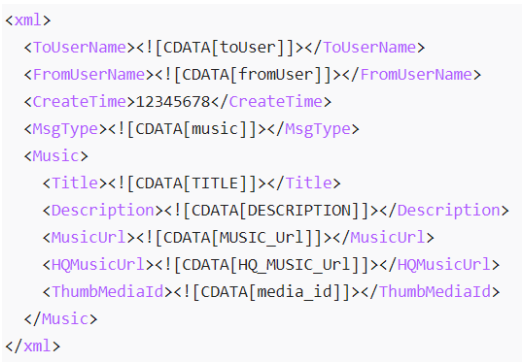 <xml>
<ToUserName><![CDATA[toUser]]></ToUserName>
<FromUserName><![CDATA[fromUser]]></FromUserName>
<CreateTime>12345678</CreateTime>
<MsgType><![CDATA[music]]></MsgType>
<Music>
<Title><![CDATA[TITLE]]></Title>
<Description><![CDATA[DESCRIPTION]]></Description>
<MusicUrl><![CDATA[MUSIC_Url]]></MusicUrl>
<HQMusicUrl><![CDATA[HQ_MUSIC_Url]]></HQMusicUrl>
<ThumbMediaId><![CDATA[media_id]]></ThumbMediaId>
</Music>
</xml>